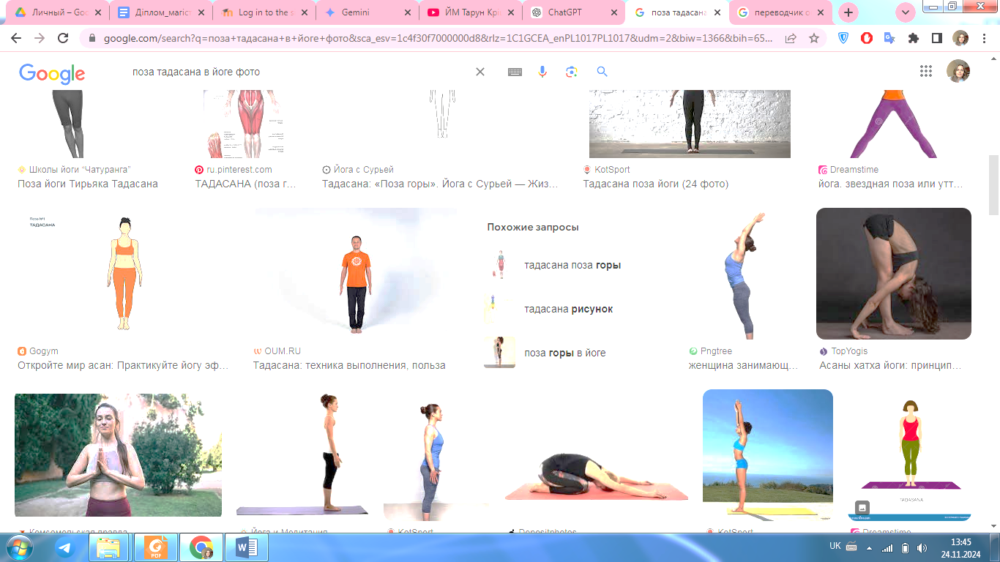 Личный – Goo
Діплом_магіст
Log in to the s
Gemini
ЙМ Тарун Крі
ChatGPT
поза тадасана
переводчик с
google.com/search?q=поза+тадасана+в+йоге+фото&sca_esv=1c4f30f7000000d8&rlz=1C1GCEA_enPL1017PL1017&udm=2&biw=1366&bih=65...
Google
поза тадасана в йоге фото
Школы йоги “Чатуранга”
Поза йоги Тирьяка Тадасана
ru.pinterest.com
ТАДАСАНА (поза г...
Йога с Сурьей
Тадасана: «Поза горы». Йога с Сурьей — Жиз...
KotSport
Тадасана поза йоги (24 фото)
Dreamstime
йога. звездная поза или утт...
Поза №1
ТАДАСАНА
Gogym
Откройте мир асан: Практикуйте йогу эф...
OUM.RU
Тадасана: техника выполнения, польза
Похожие запросы
тадасана поза горы
тадасана рисунок
поза горы в йоге
Pngtree
женщина занимающ...
TopYogis
Асаны хатха йоги: принцип...
TADASANA
Комсомольская правда
Йога и Медитация
KotSport
Depositphotos
KotSport
Dreamstime
PDF
UK
13:45
24.11.2024